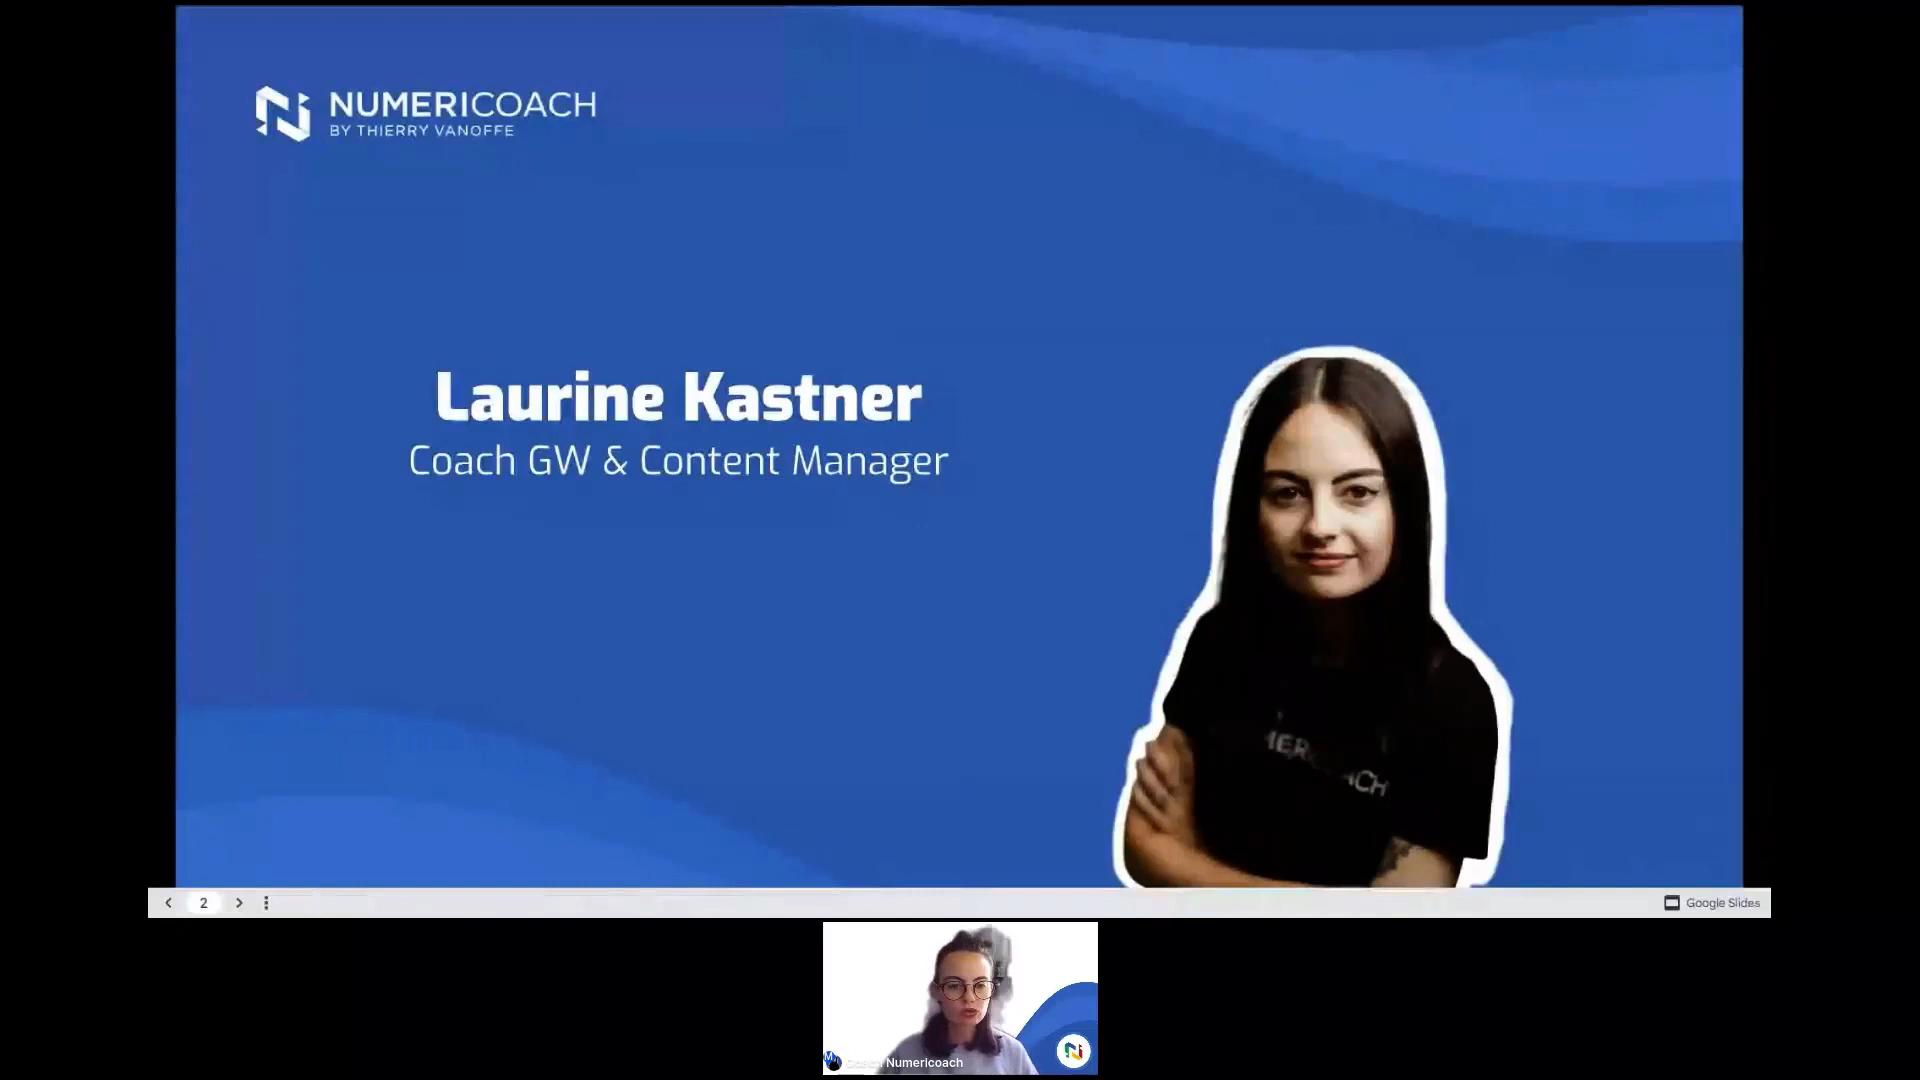 NUMERICOACH
BY THIERRY VANOFFE
Laurine Kastner
Coach GW & Content Manager
2
Google Slides
Numericoach